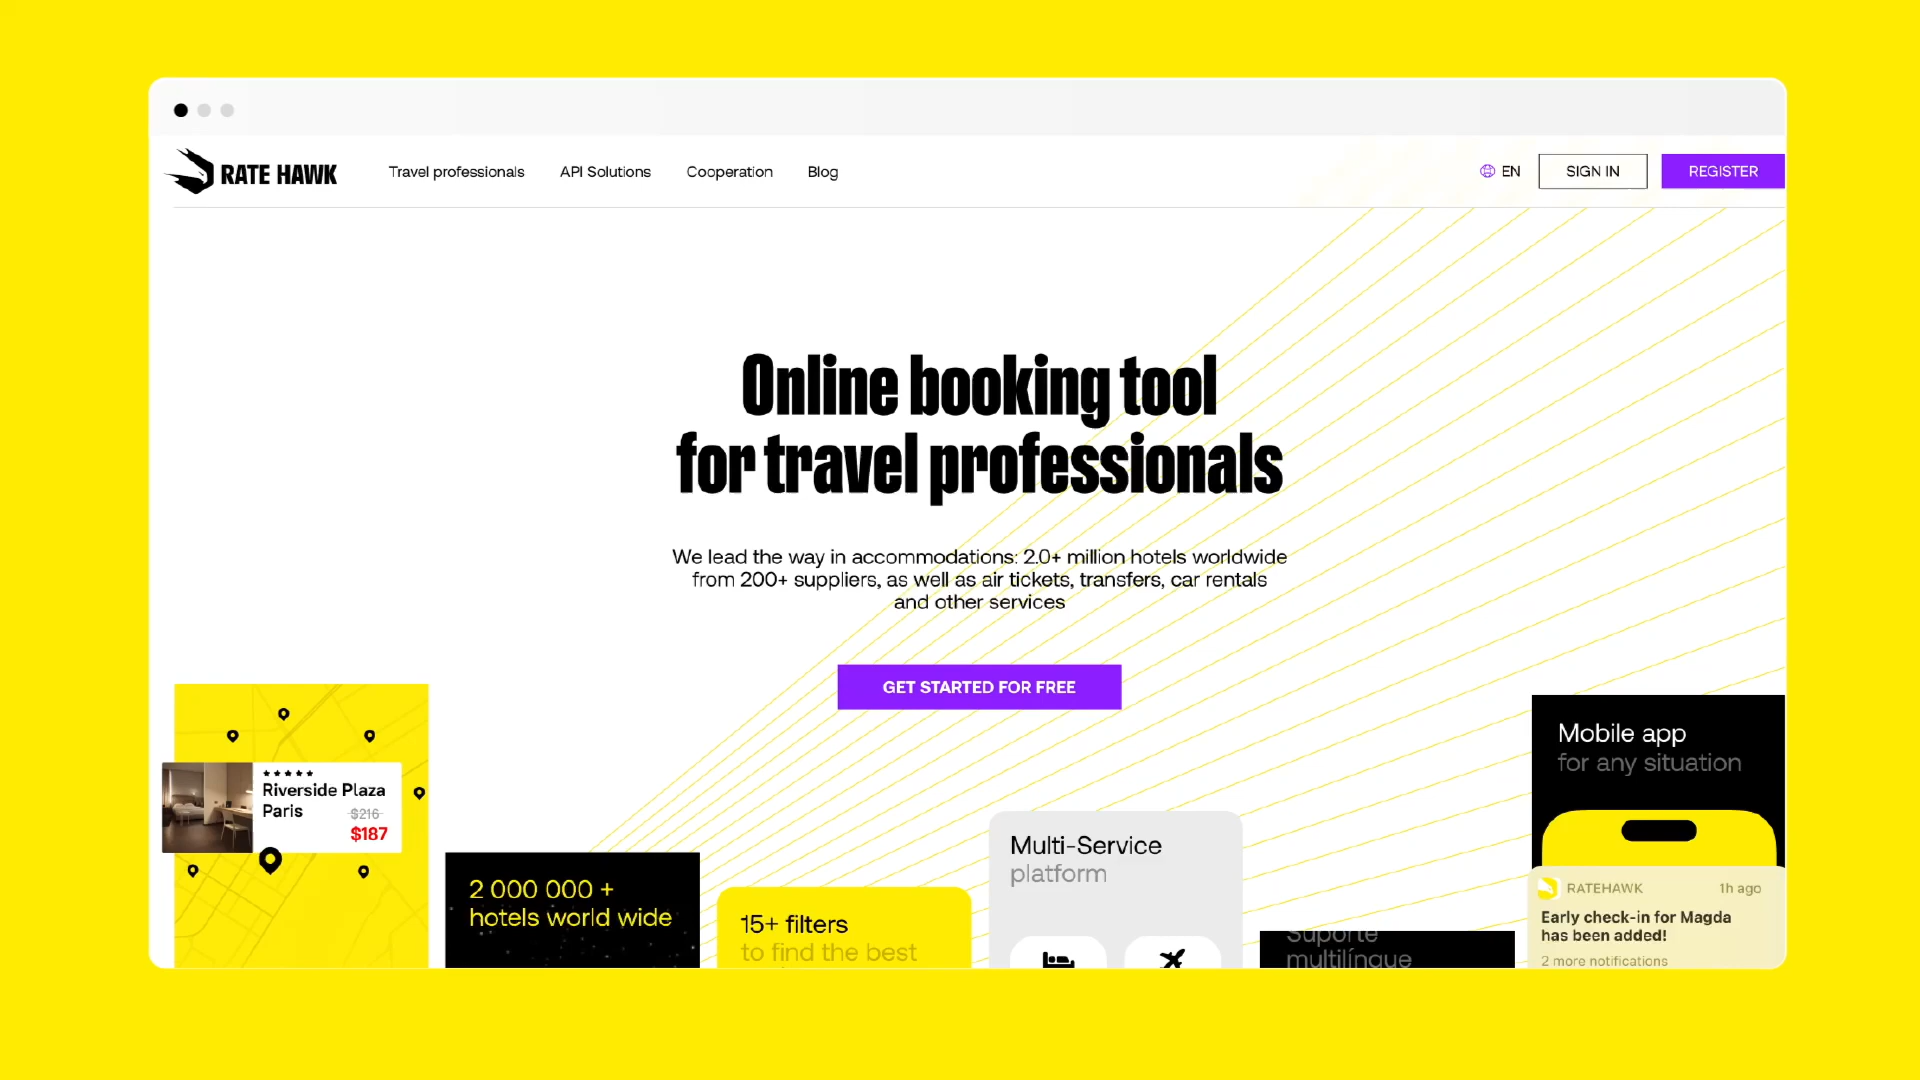 RATE HAWK
Travel professionals
API Solutions
Cooperation
Blog
EN
SIGN IN
REGISTER
Online booking tool
for travel professionals
We lead the way in accommodations: 2.0+ million hotels worldwide
from 200+ suppliers, as well as air tickets, transfers, car rentals
and other services
GET STARTED FOR FREE
Riverside Plaza
Paris
$216
$187
2 000 000 +
hotels world wide
15+ filters
to find the best
Multi-Service
platform
Suporte
multilíngue
Mobile app
for any situation
RATEHAWK
1h ago
Early check-in for Magda
has been added!
2 more notifications